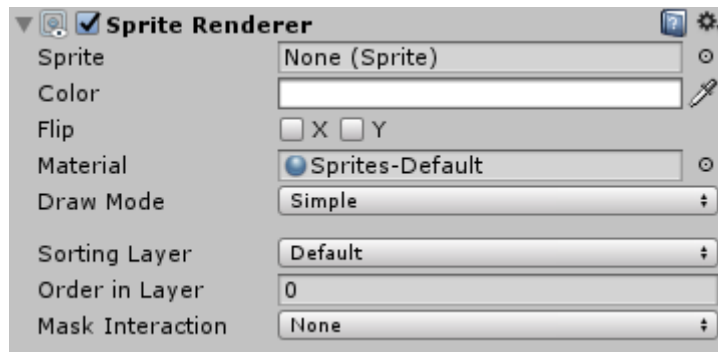 Sprite Renderer
Sprite None (Sprite)
Color
Flip X Y
Material Sprites-Default
Draw Mode Simple
Sorting Layer Default
Order in Layer 0
Mask Interaction None